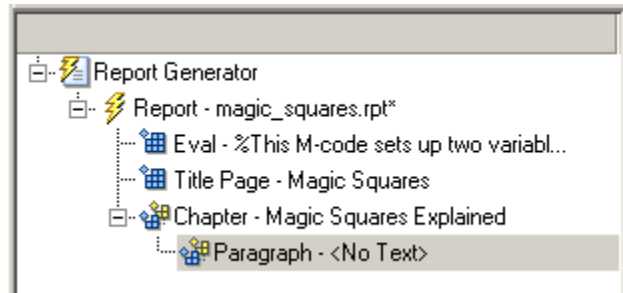 Report Generator
Report - magic_squares.rpt*
Eval - %This M-code sets up two variabl...
Title Page - Magic Squares
Chapter - Magic Squares Explained
Paragraph - <No Text>